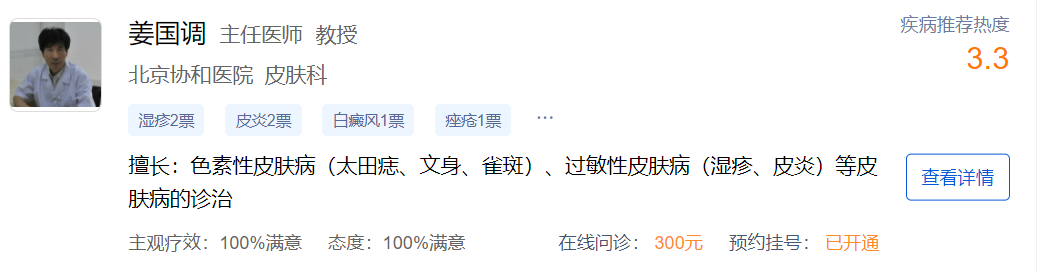 姜国调 主任医师 教授
疾病推荐热度
3.3
北京协和医院 皮肤科
湿疹2票 皮炎2票 白癜风1票 痤疮1票 ...
擅长：色素性皮肤病（太田痣、文身、雀斑）、过敏性皮肤病（湿疹、皮炎）等皮
肤病的诊治
查看详情
主观疗效：100%满意 态度：100%满意 在线问诊：300元 预约挂号：已开通